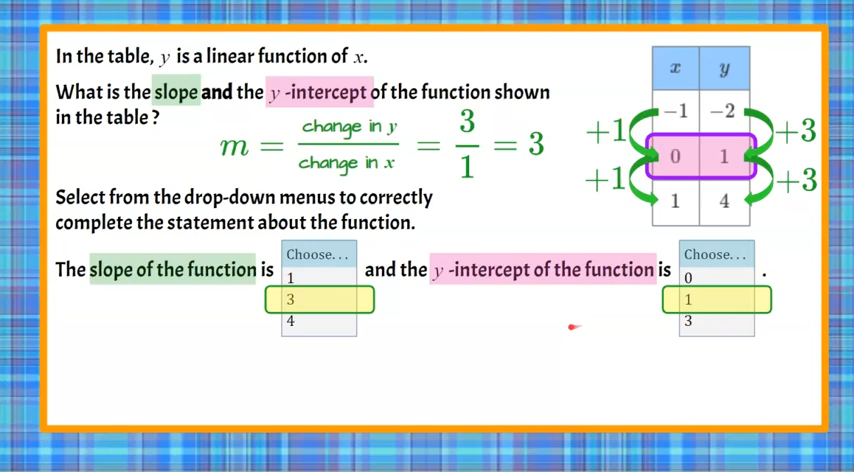 In the table, y is a linear function of x.
What is the slope and the y -intercept of the function shown
in the table ?
m = change in y / change in x = 3/1 = 3
x y
−1 −2
0 1
1 4
+1 +3
+1 +3
Select from the drop-down menus to correctly
complete the statement about the function.
The slope of the function is Choose... and the y -intercept of the function is Choose... .
1 0
3 1
4 3